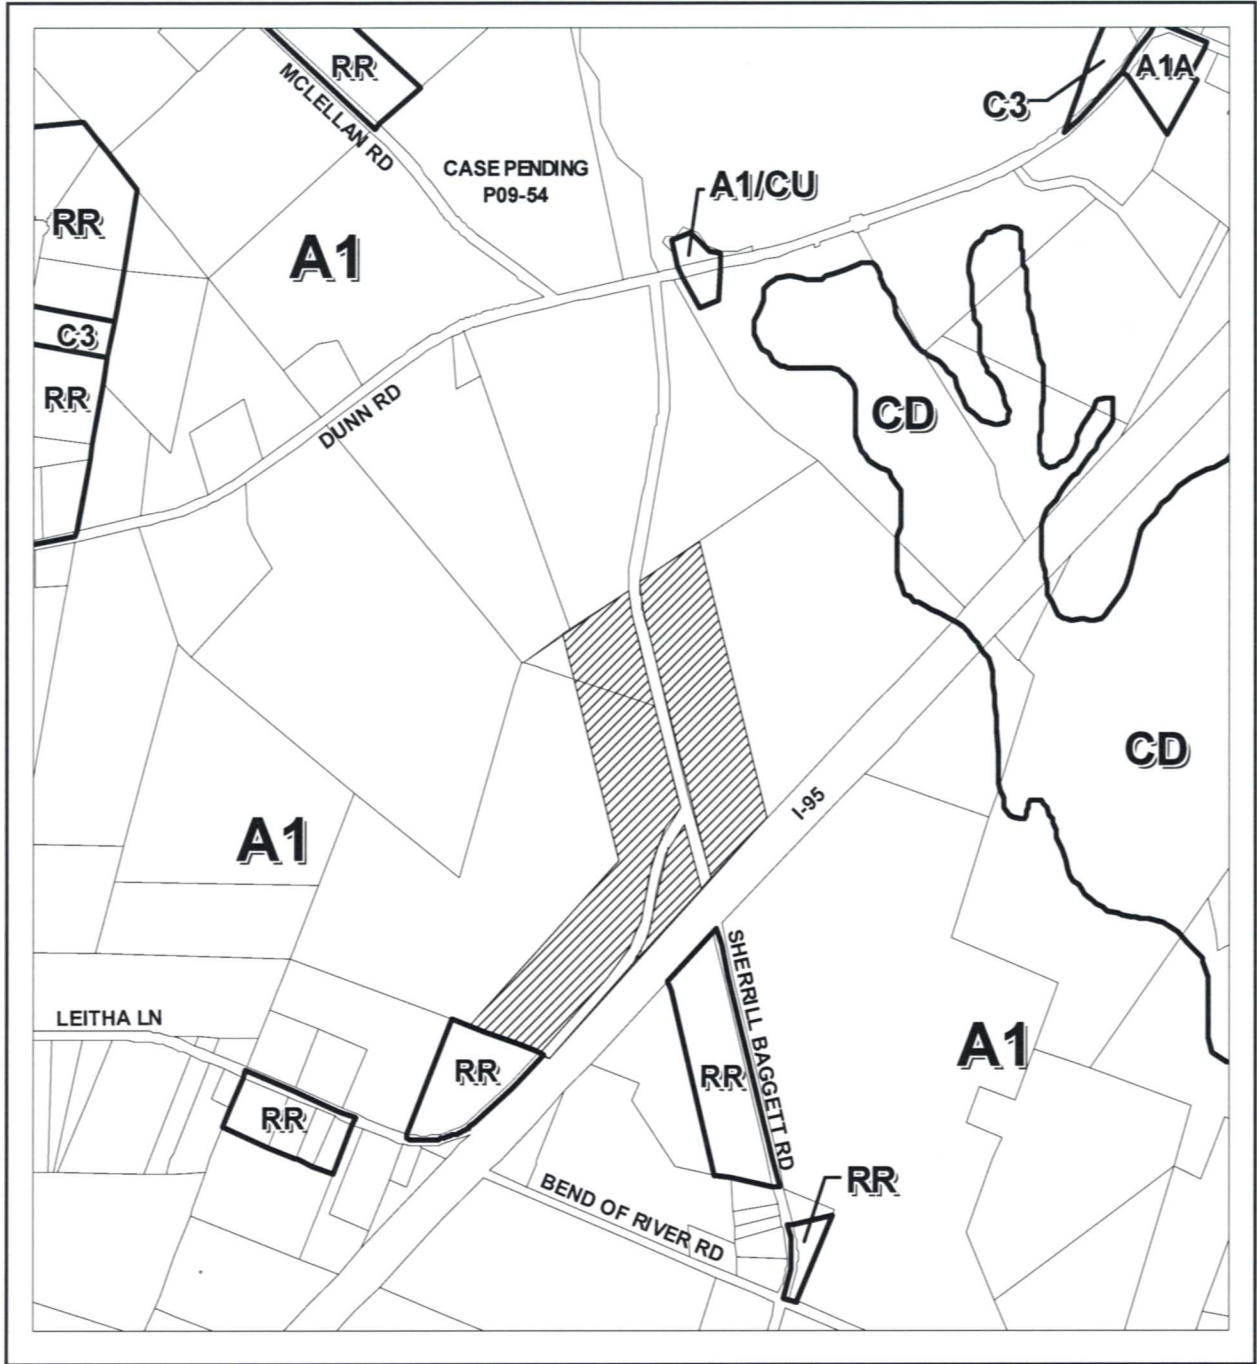 RR
MCLELLAN RD
C3
A1A
CASE PENDING
P09-54
A1/CU
RR
A1
C3
RR
DUNN RD
CD
CD
I-95
A1
SHERRILL BAGGETT RD
LEITHA LN
RR
RR
RR
A1
BEND OF RIVER RD
RR